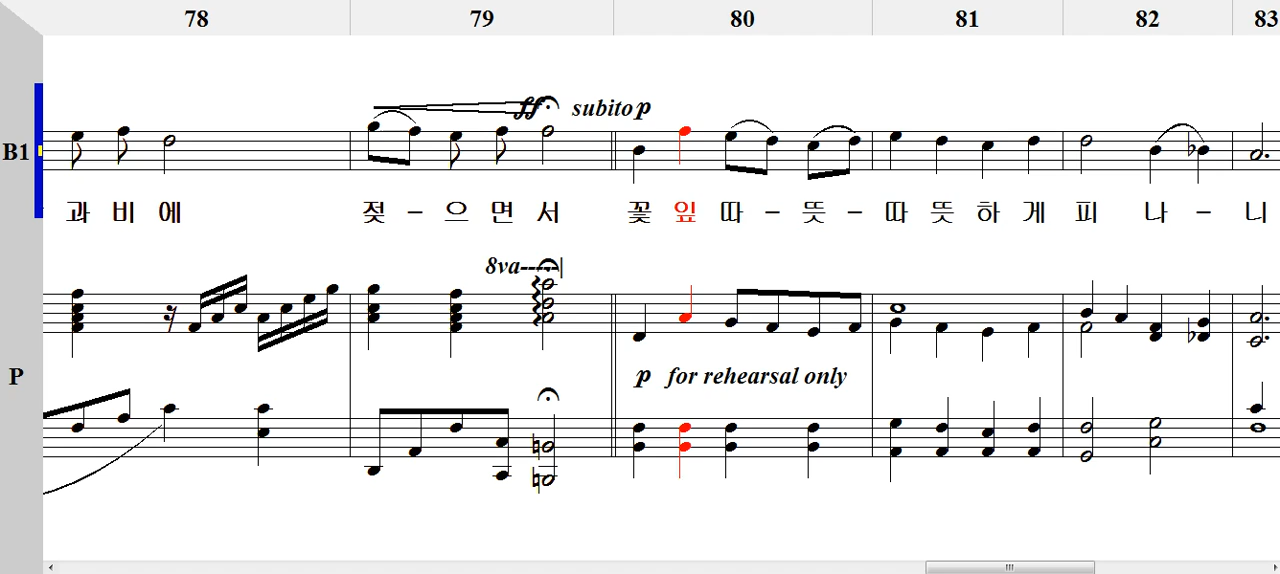 78 79 80 81 82 83
ff subito p
B1
과 비 에 젖 - 으 면 서 꽃 잎 따 - 뜻 - 따 뜻 하 게 피 나 - 니
8va
P
p for rehearsal only